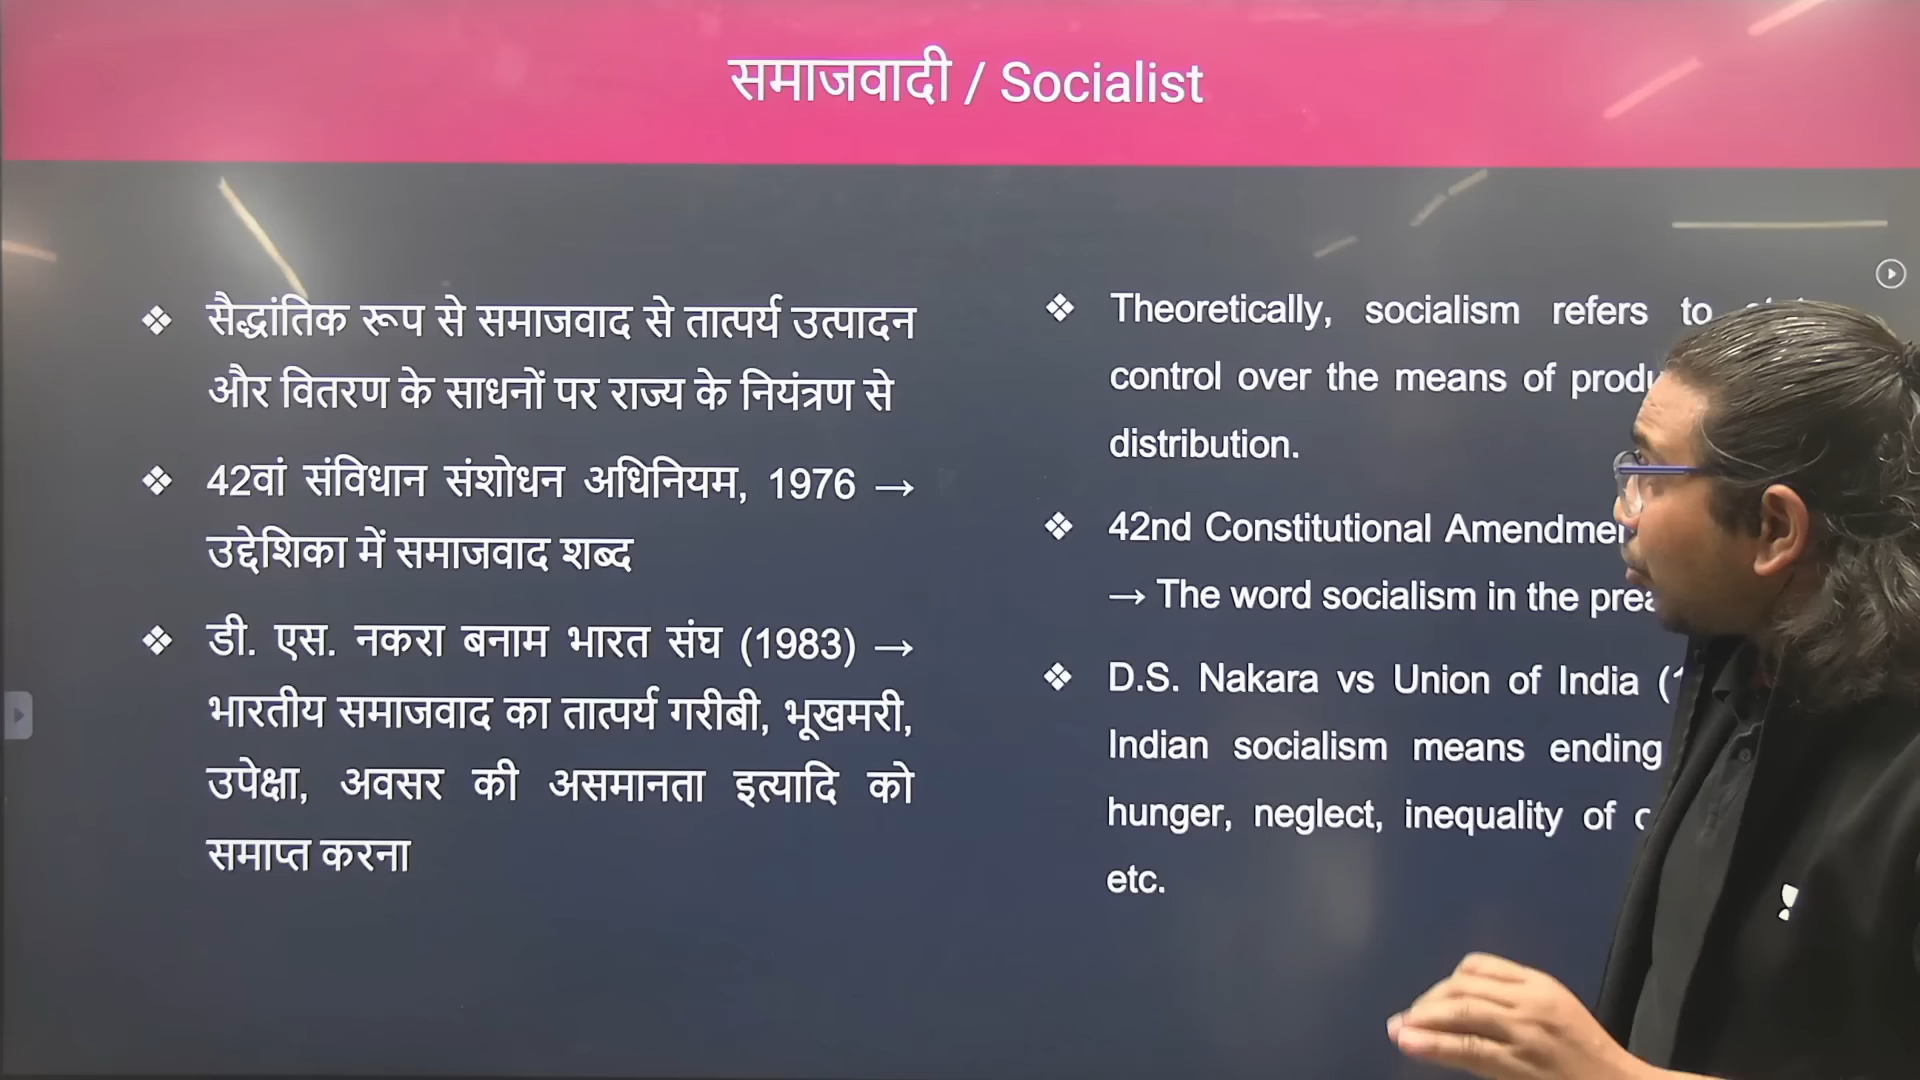 समाजवादी / Socialist
❖ सैद्धांतिक रूप से समाजवाद से तात्पर्य उत्पादन
और वितरण के साधनों पर राज्य के नियंत्रण से
❖ 42वां संविधान संशोधन अधिनियम, 1976 →
उद्देशिका में समाजवाद शब्द
❖ डी. एस. नकरा बनाम भारत संघ (1983) →
भारतीय समाजवाद का तात्पर्य गरीबी, भूखमरी,
उपेक्षा, अवसर की असमानता इत्यादि को
समाप्त करना
❖ Theoretically, socialism refers to
control over the means of
distribution.
❖ 42nd Constitutional
→ The word socialism in the
❖ D.S. Nakara vs Union of India
Indian socialism means ending
hunger, neglect, inequality of
etc.